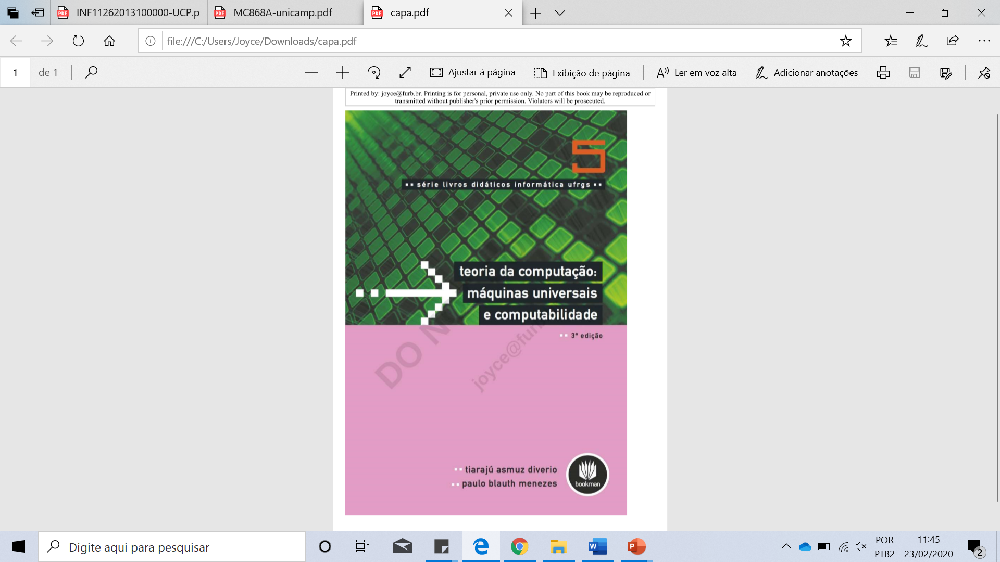 INF11262013100000-UCP.p
MC868A-unicamp.pdf
capa.pdf
file:///C:/Users/Joyce/Downloads/capa.pdf
1 de 1
Ajustar à página
Exibição de página
Ler em voz alta
Adicionar anotações
Printed by: joyce@furb.br. Printing is for personal, private use only. No part of this book may be reproduced or
transmitted without publisher's prior permission. Violators will be prosecuted.
5
série livros didáticos informática ufrgs
teoria da computação:
máquinas universais
e computabilidade
3ª edição
DO N
joyce@furb
tiarajú asmuz diverio
paulo blauth menezes
bookman
Digite aqui para pesquisar
POR
PTB2
11:45
23/02/2020
2